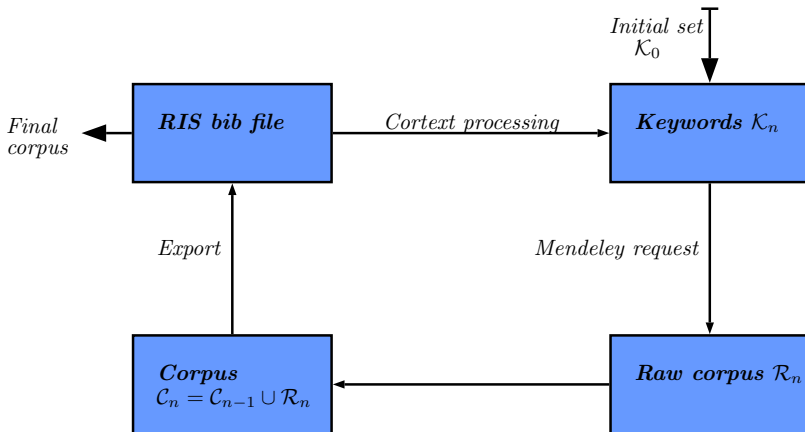 Initial set
𝒦₀
RIS bib file
Cortext processing
Keywords 𝒦ₙ
Final
corpus
Export
Mendeley request
Corpus
𝒞ₙ = 𝒞ₙ₋₁ ∪ ℛₙ
Raw corpus ℛₙ